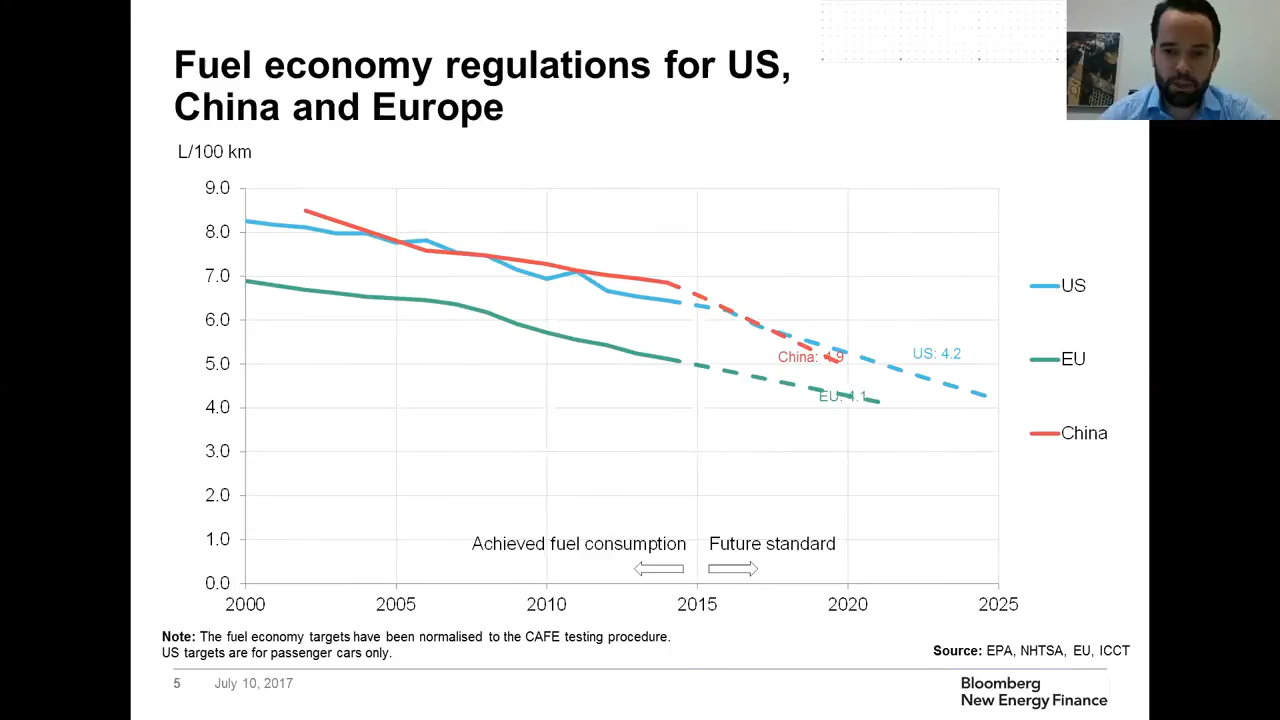 Fuel economy regulations for US,
China and Europe
L/100 km
9.0
8.0
7.0
6.0
5.0
4.0
3.0
2.0
1.0
0.0
China: 4.9
US: 4.2
EU: 4.1
US
EU
China
Achieved fuel consumption
Future standard
2000
2005
2010
2015
2020
2025
Note: The fuel economy targets have been normalised to the CAFE testing procedure.
US targets are for passenger cars only.
Source: EPA, NHTSA, EU, ICCT
5
July 10, 2017
Bloomberg
New Energy Finance